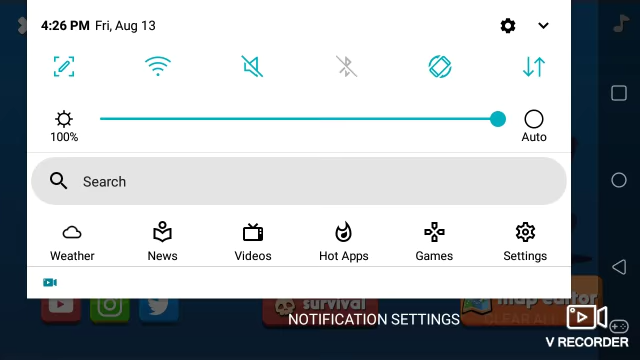 4:26 PM Fri, Aug 13
100%
Auto
Search
Weather News Videos Hot Apps Games Settings
survival
map editor
NOTIFICATION SETTINGS
CLEAR ALL
V RECORDER